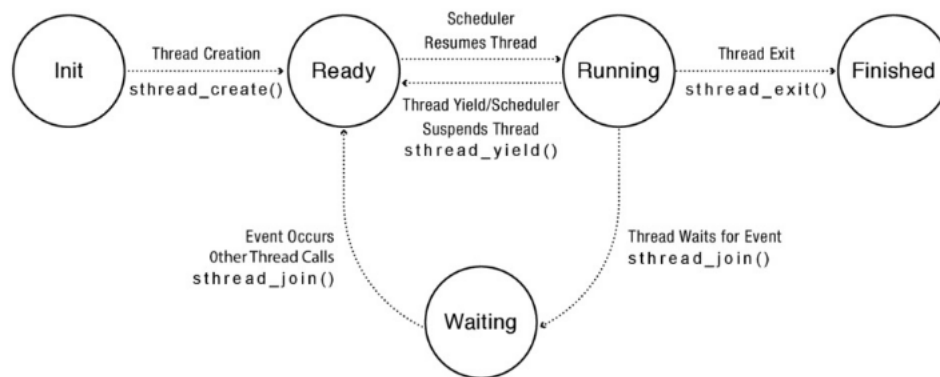 Init
Thread Creation
sthread_create()
Ready
Scheduler
Resumes Thread
Thread Yield/Scheduler
Suspends Thread
sthread_yield()
Running
Thread Exit
sthread_exit()
Finished
Event Occurs
Other Thread Calls
sthread_join()
Thread Waits for Event
sthread_join()
Waiting